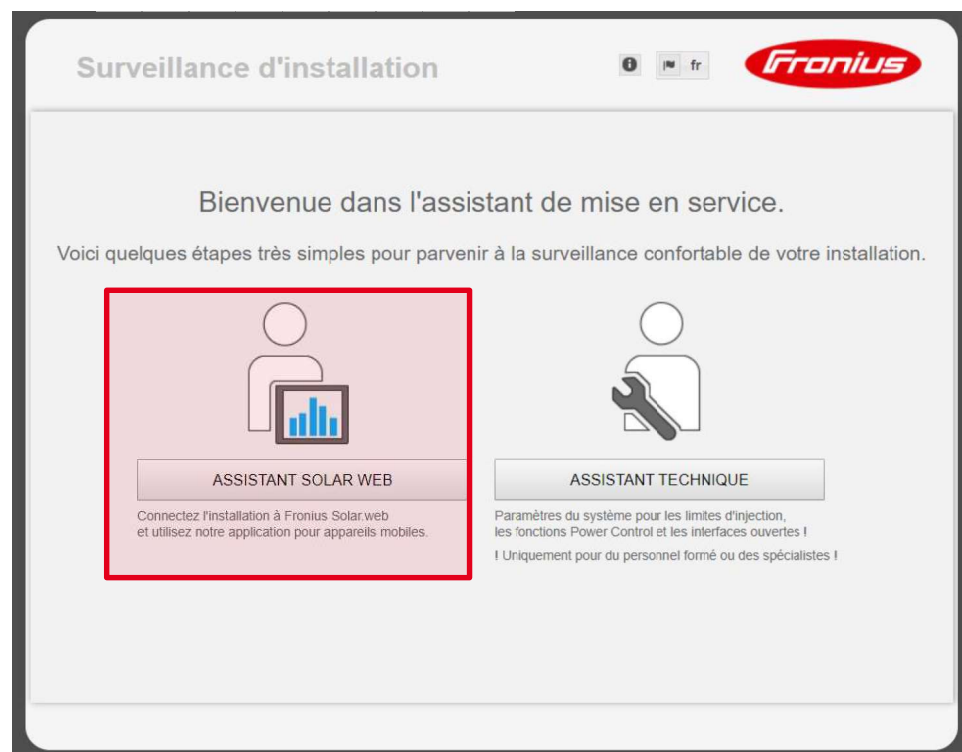 Surveillance d'installation
fr
Fronius
Bienvenue dans l'assistant de mise en service.
Voici quelques étapes très simples pour parvenir à la surveillance confortable de votre installation.
ASSISTANT SOLAR WEB
Connectez l'installation à Fronius Solar.web
et utilisez notre application pour appareils mobiles.
ASSISTANT TECHNIQUE
Paramètres du système pour les limites d'injection,
les fonctions Power Control et les interfaces ouvertes !
! Uniquement pour du personnel formé ou des spécialistes !